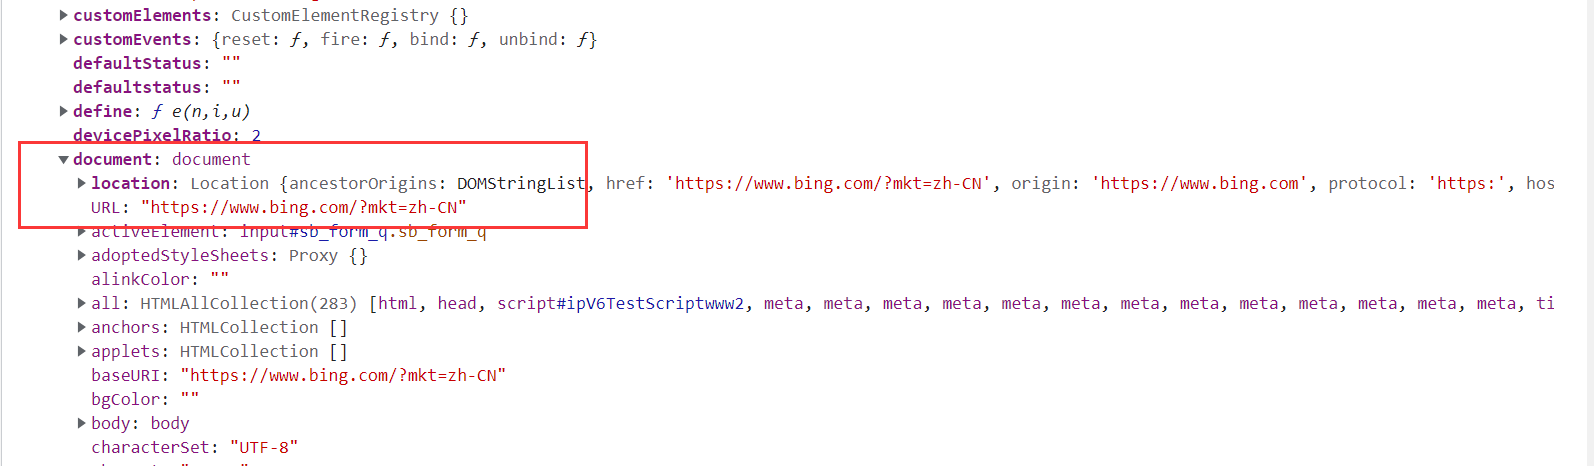 customElements: CustomElementRegistry {}
customEvents: {reset: ƒ, fire: ƒ, bind: ƒ, unbind: ƒ}
defaultStatus: ""
defaultstatus: ""
define: ƒ e(n,i,u)
devicePixelRatio: 2
document: document
location: Location {ancestorOrigins: DOMStringList, href: 'https://www.bing.com/?mkt=zh-CN', origin: 'https://www.bing.com', protocol: 'https:', hos
URL: "https://www.bing.com/?mkt=zh-CN"
activeElement: input#sb_form_q.sb_form_q
adoptedStyleSheets: Proxy {}
alinkColor: ""
all: HTMLAllCollection(283) [html, head, script#ipV6TestScriptwww2, meta, meta, meta, meta, meta, meta, meta, meta, meta, meta, meta, meta, meta, ti
anchors: HTMLCollection []
applets: HTMLCollection []
baseURI: "https://www.bing.com/?mkt=zh-CN"
bgColor: ""
body: body
characterSet: "UTF-8"